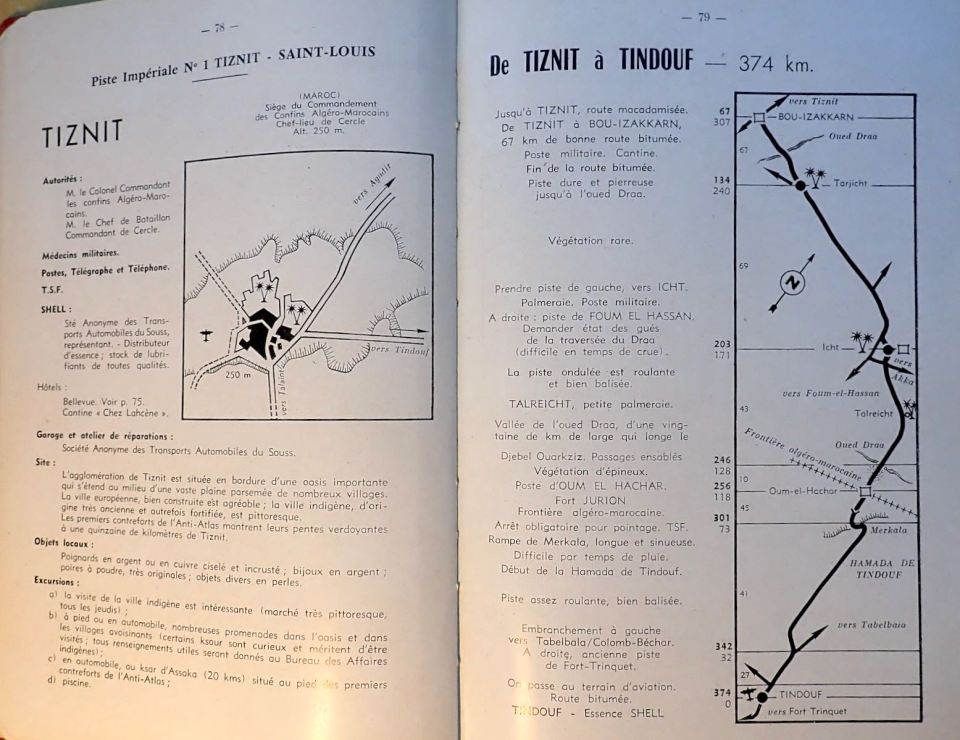 — 78 —
Piste Impériale N° 1 TIZNIT - SAINT-LOUIS
TIZNIT
(MAROC)
Siège du Commandement
des Confins Algéro-Marocains
Chef-lieu de Cercle
Alt. 250 m.
Autorités :
M. le Colonel Commandant
les confins Algéro-Maro-
cains.
M. le Chef de Bataillon
Commandant de Cercle.
Médecins militaires.
Postes, Télégraphe et Téléphone.
T.S.F.
SHELL :
Sté Anonyme des Trans-
ports Automobiles du Souss,
représentant. - Distributeur
d'essence ; stock de lubri-
fiants de toutes qualités.
Hôtels :
Bellevue. Voir p. 75.
Cantine « Chez Lahcène ».
vers Agadir
vers Tindouf
vers Talaint
250 m
Garage et atelier de réparations :
Société Anonyme des Transports Automobiles du Souss.
Site :
L'agglomération de Tiznit est située en bordure d'une oasis importante
qui s'étend au milieu d'une vaste plaine parsemée de nombreux villages.
La ville européenne, bien construite est agréable ; la ville indigène, d'ori-
gine très ancienne et autrefois fortifiée, est pittoresque.
Les premiers contreforts de l'Anti-Atlas montrent leurs pentes verdoyantes
à une quinzaine de kilomètres de Tiznit.
Objets locaux :
Poignards en argent ou en cuivre ciselé et incrusté ; bijoux en argent ;
poires à poudre, très originales ; objets divers en perles.
Excursions :
a) la visite de la ville indigène est intéressante (marché très pittoresque,
tous les jeudis) ;
b) à pied ou en automobile, nombreuses promenades dans l'oasis et dans
les villages avoisinants (certains ksour sont curieux et méritent d'être
visités ; tous renseignements utiles seront donnés au Bureau des Affaires
indigènes) ;
c) en automobile, au ksar d'Assaka (20 kms) situé au pied des premiers
contreforts de l'Anti-Atlas ;
d) piscine.
— 79 —
De TIZNIT à TINDOUF — 374 km.
Jusqu'à TIZNIT, route macadamisée.
De TIZNIT à BOU-IZAKKARN,
67 km de bonne route bitumée.
Poste militaire. Cantine.
Fin de la route bitumée.
Piste dure et pierreuse
jusqu'à l'oued Draa.
Végétation rare.
Prendre piste de gauche, vers ICHT.
Palmeraie. Poste militaire.
A droite : piste de FOUM EL HASSAN.
Demander état des gués
de la traversée du Draa
(difficile en temps de crue).
La piste ondulée est roulante
et bien balisée.
TALREICHT, petite palmeraie.
Vallée de l'oued Draa, d'une ving-
taine de km de large qui longe le
Djebel Ouarkziz. Passages ensablés
Végétation d'épineux.
Poste d'OUM EL HACHAR.
Fort JURION
Frontière algéro-marocaine.
Arrêt obligatoire pour pointage. TSF.
Rampe de Merkala, longue et sinueuse.
Difficile par temps de pluie.
Début de la Hamada de Tindouf.
Piste assez roulante, bien balisée.
Embranchement à gauche
vers Tabelbala/Colomb-Béchar.
A droite, ancienne piste
de Fort-Trinquet.
On passe au terrain d'aviation.
Route bitumée.
TINDOUF - Essence SHELL
vers Tiznit
67
307
BOU-IZAKKARN
67
Oued Draa
134
240
Tarjicht
69
N
203
171
Icht
vers
Akka
vers Foum-el-Hassan
43
Talreicht
Frontière algéro-marocaine
Oued Draa
246
128
10
256
118
Oum-el-Hachar
45
301
73
Merkala
HAMADA DE
TINDOUF
41
vers Tabelbala
342
32
27
374
0
TINDOUF
vers Fort Trinquet